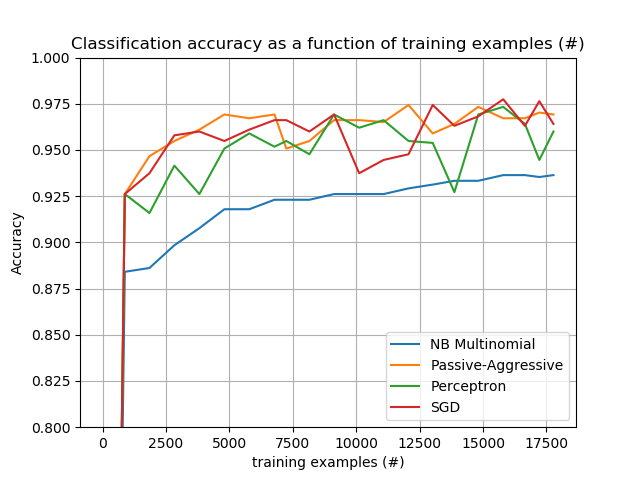 Classification accuracy as a function of training examples (#)
1.000
0.975
0.950
0.925
0.900
0.875
0.850
0.825
0.800
Accuracy
NB Multinomial
Passive-Aggressive
Perceptron
SGD
0 2500 5000 7500 10000 12500 15000 17500
training examples (#)